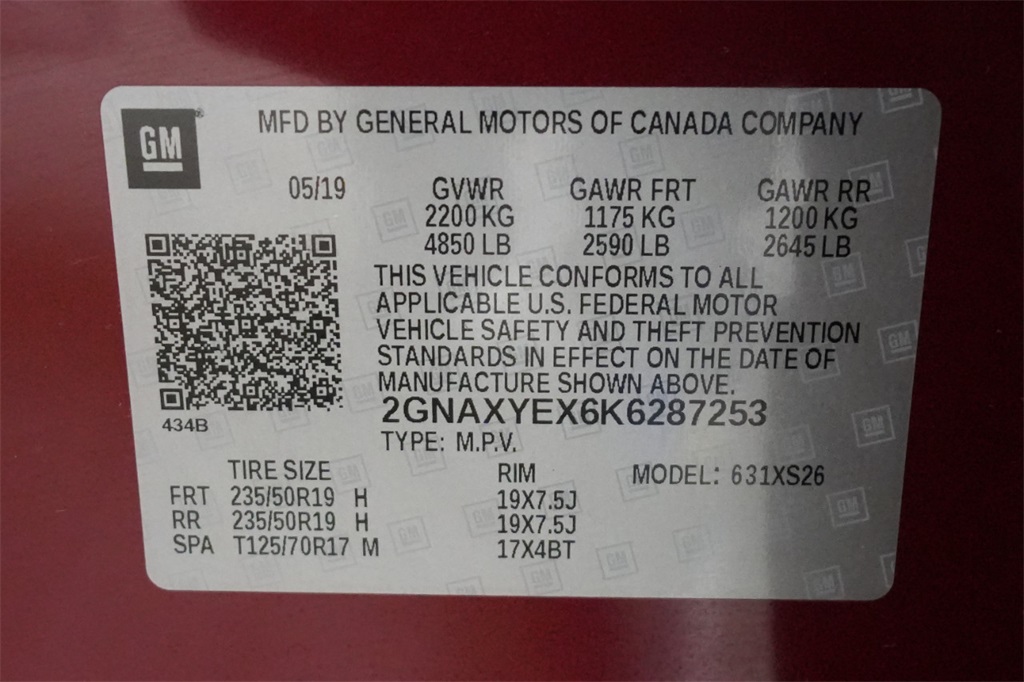 GM
MFD BY GENERAL MOTORS OF CANADA COMPANY
05/19 GVWR GAWR FRT GAWR RR
2200 KG 1175 KG 1200 KG
4850 LB 2590 LB 2645 LB
THIS VEHICLE CONFORMS TO ALL
APPLICABLE U.S. FEDERAL MOTOR
VEHICLE SAFETY AND THEFT PREVENTION
STANDARDS IN EFFECT ON THE DATE OF
MANUFACTURE SHOWN ABOVE.
2GNAXYEX6K6287253
434B
TYPE: M.P.V.
TIRE SIZE RIM MODEL: 631XS26
FRT 235/50R19 H 19X7.5J
RR 235/50R19 H 19X7.5J
SPA T125/70R17 M 17X4BT